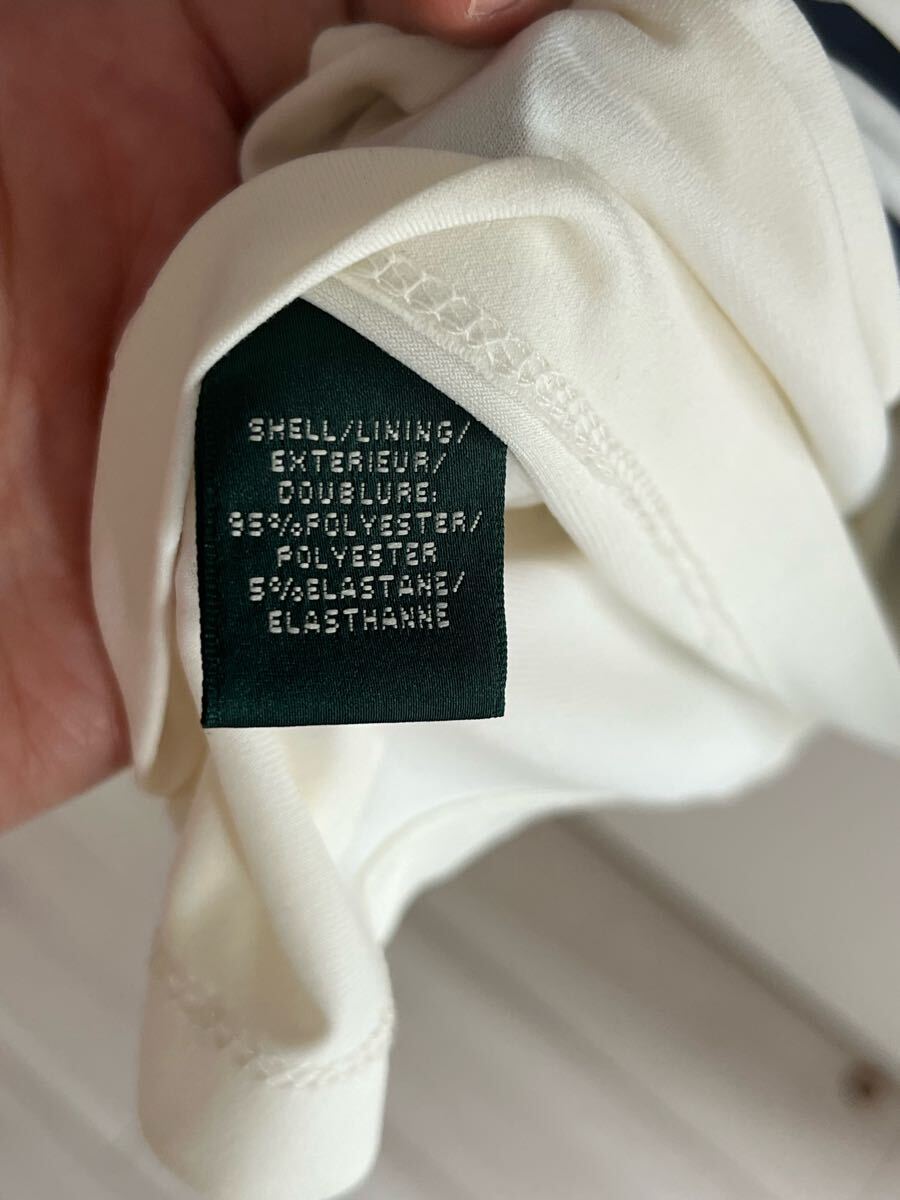 SHELL/LINING/
EXTERIEUR/
DOUBLURE:
95%POLYESTER/
POLYESTER
5%ELASTANE/
ELASTHANNE